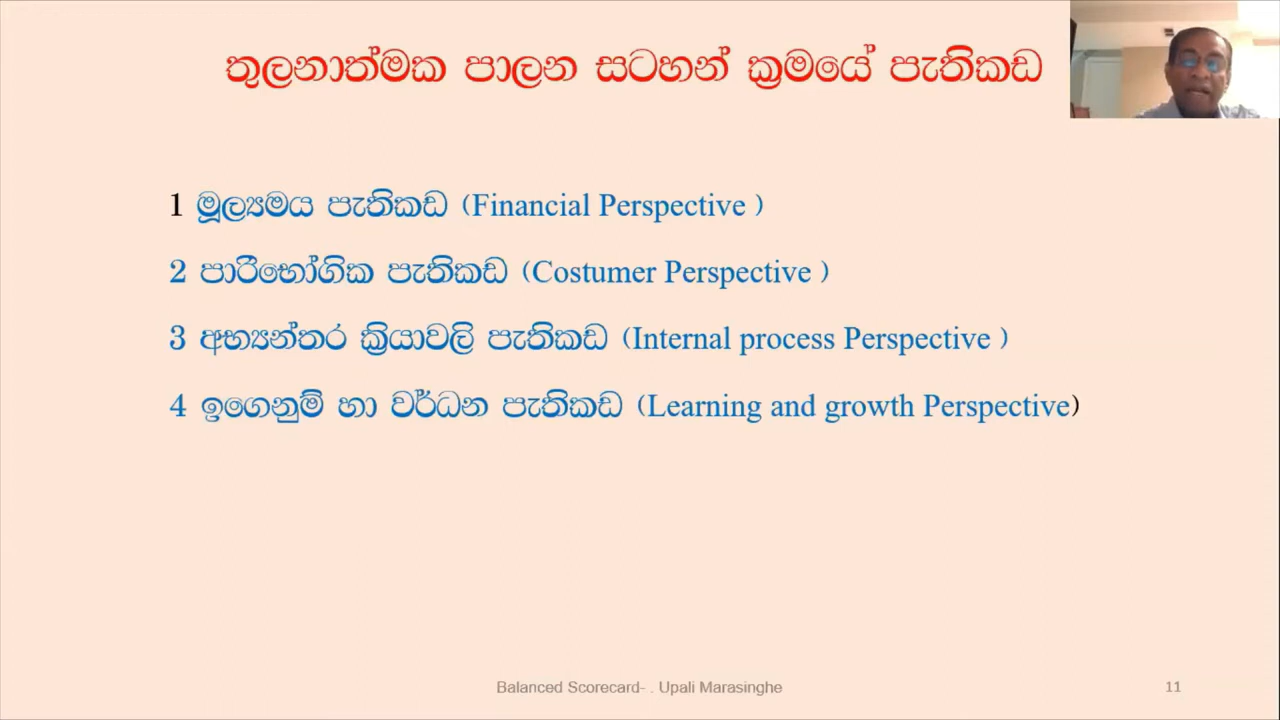 තුලනාත්මක පාලන සටහන් ක්‍රමයේ පැතිකඩ
1 මූල්‍යමය පැතිකඩ (Financial Perspective )
2 පාරිභෝගික පැතිකඩ (Costumer Perspective )
3 අභ්‍යන්තර ක්‍රියාවලි පැතිකඩ (Internal process Perspective )
4 ඉගෙනුම් හා වර්ධන පැතිකඩ (Learning and growth Perspective)
Balanced Scorecard- . Upali Marasinghe
11